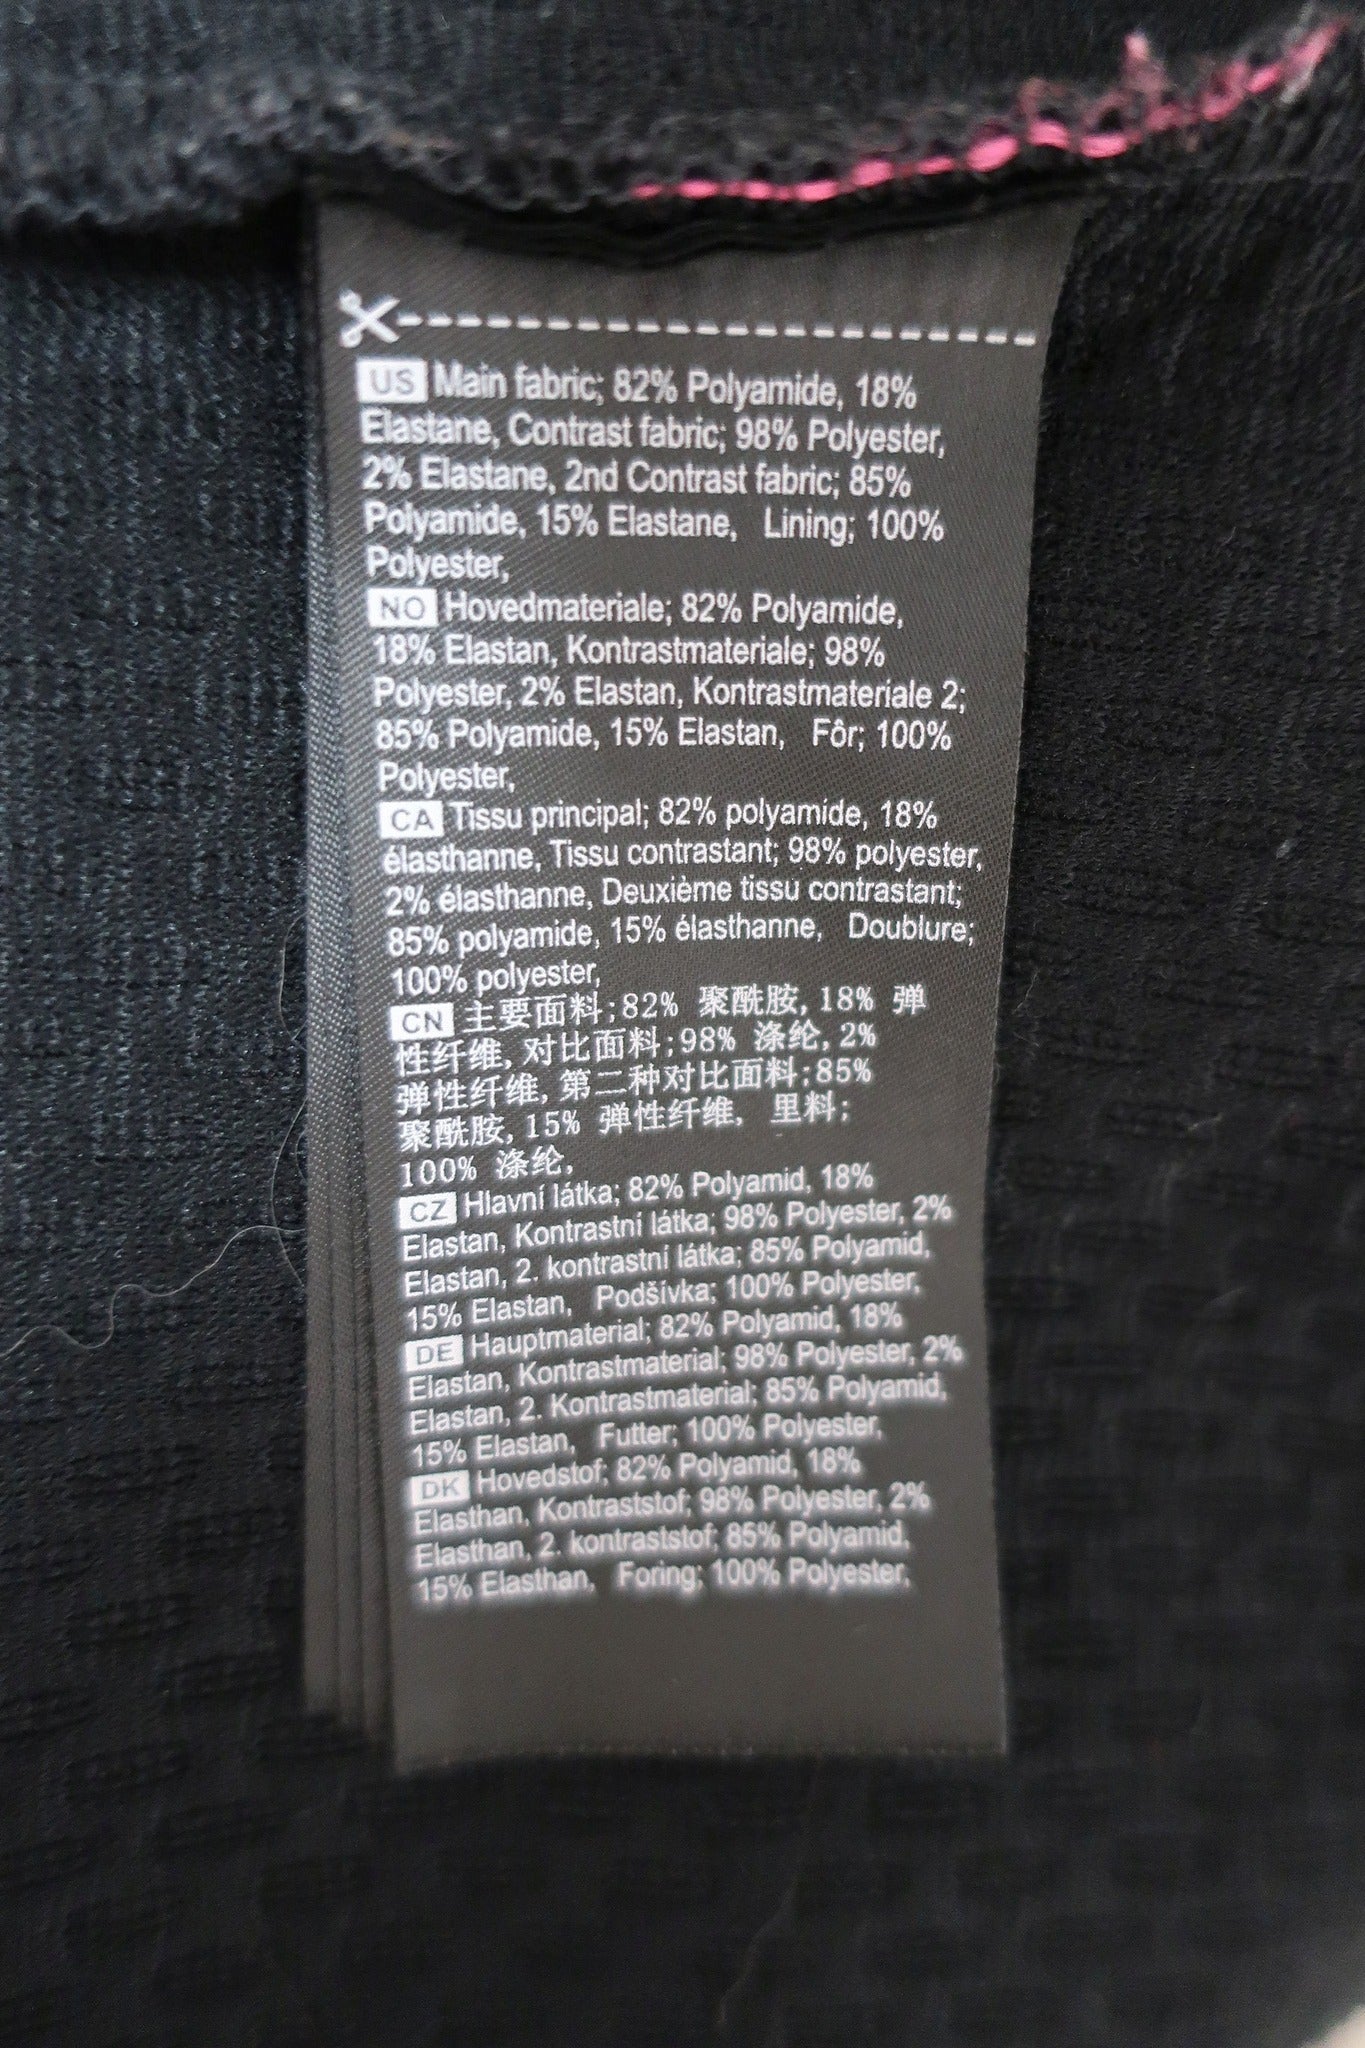 US Main fabric; 82% Polyamide, 18%
Elastane, Contrast fabric; 98% Polyester,
2% Elastane, 2nd Contrast fabric; 85%
Polyamide, 15% Elastane, Lining; 100%
Polyester,
NO Hovedmateriale; 82% Polyamide,
18% Elastan, Kontrastmateriale; 98%
Polyester, 2% Elastan, Kontrastmateriale 2;
85% Polyamide, 15% Elastan, Fôr; 100%
Polyester,
CA Tissu principal; 82% polyamide, 18%
élasthanne, Tissu contrastant; 98% polyester,
2% élasthanne, Deuxième tissu contrastant;
85% polyamide, 15% élasthanne, Doublure;
100% polyester,
CN 主要面料;82% 聚酰胺,18% 弹
性纤维,对比面料;98% 涤纶,2%
弹性纤维,第二种对比面料;85%
聚酰胺,15% 弹性纤维, 里料;
100% 涤纶,
CZ Hlavní látka; 82% Polyamid, 18%
Elastan, Kontrastní látka; 98% Polyester, 2%
Elastan, 2. kontrastní látka; 85% Polyamid,
15% Elastan, Podšívka; 100% Polyester,
DE Hauptmaterial; 82% Polyamid, 18%
Elastan, Kontrastmaterial; 98% Polyester, 2%
Elastan, 2. Kontrastmaterial; 85% Polyamid,
15% Elastan, Futter; 100% Polyester,
DK Hovedstof; 82% Polyamid, 18%
Elasthan, Kontraststof; 98% Polyester, 2%
Elasthan, 2. kontraststof; 85% Polyamid,
15% Elasthan, Foring; 100% Polyester,